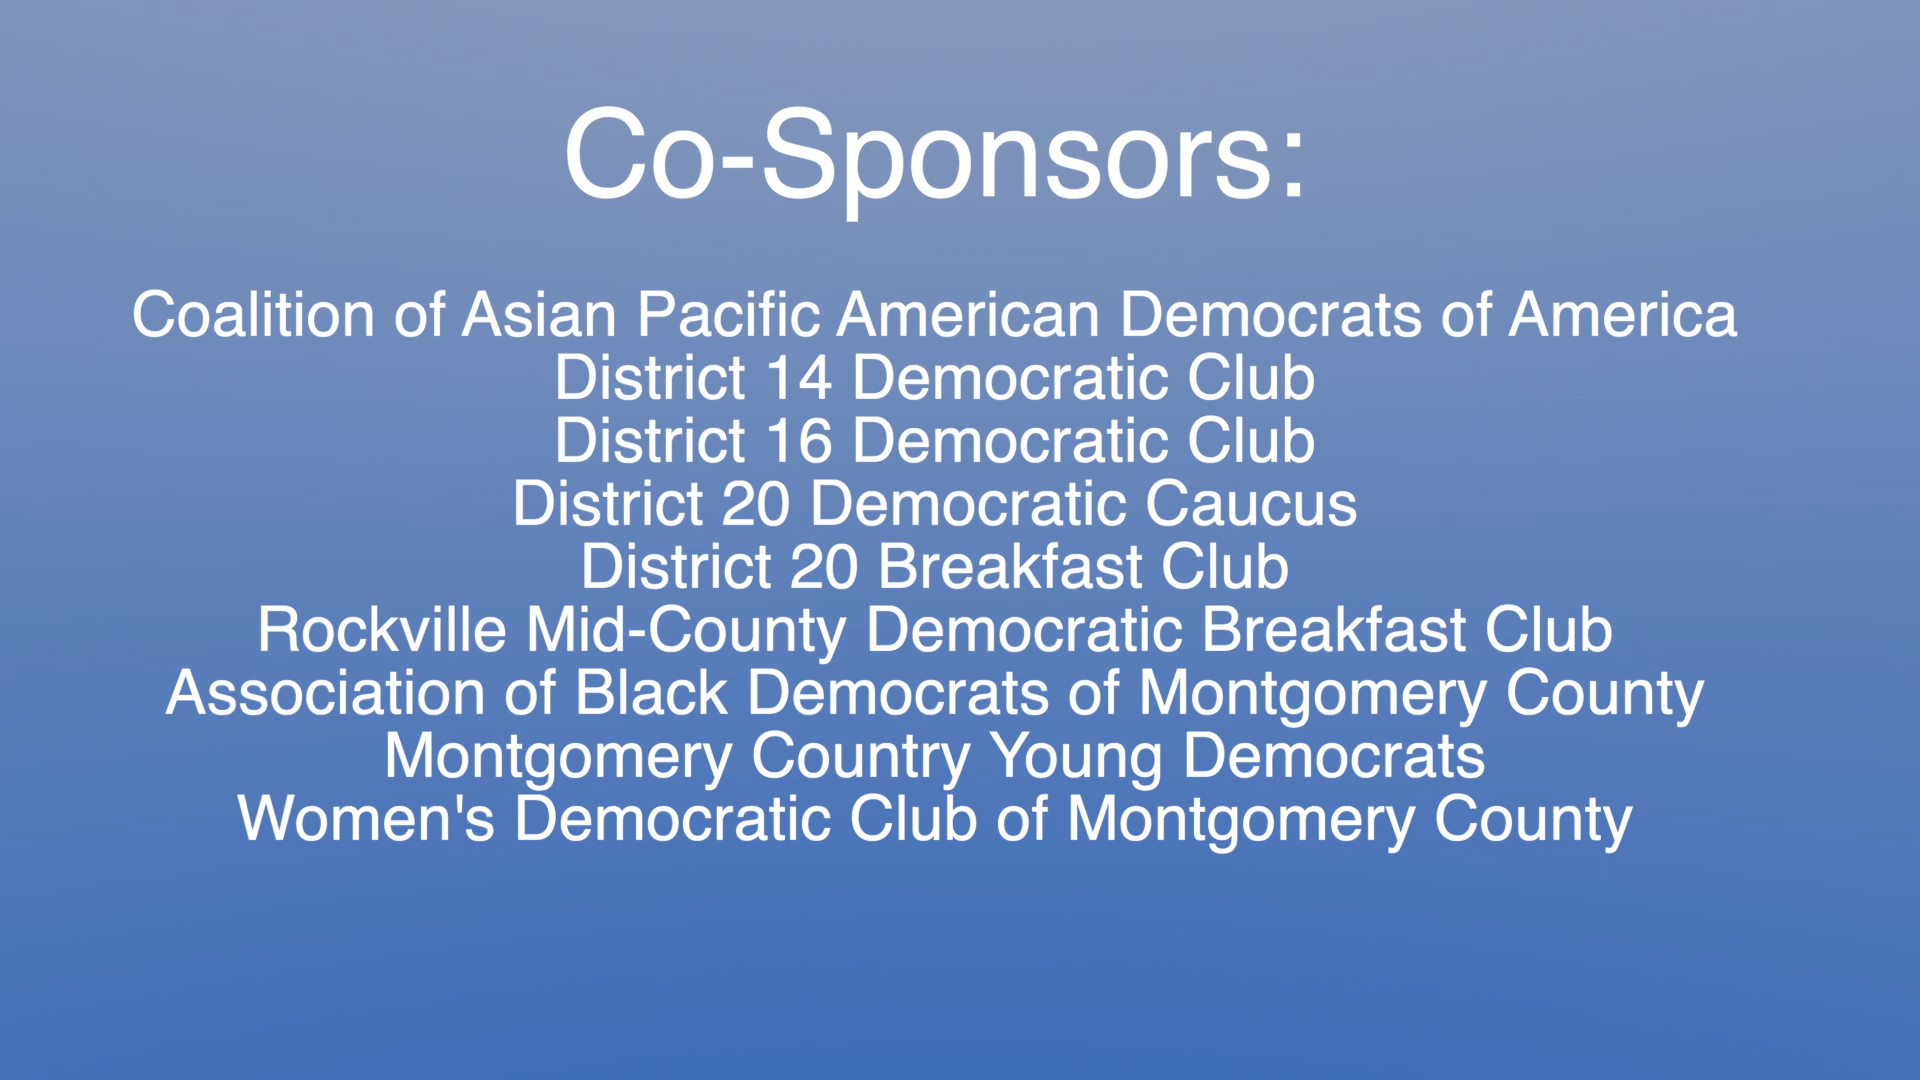 Co-Sponsors:
Coalition of Asian Pacific American Democrats of America
District 14 Democratic Club
District 16 Democratic Club
District 20 Democratic Caucus
District 20 Breakfast Club
Rockville Mid-County Democratic Breakfast Club
Association of Black Democrats of Montgomery County
Montgomery Country Young Democrats
Women's Democratic Club of Montgomery County